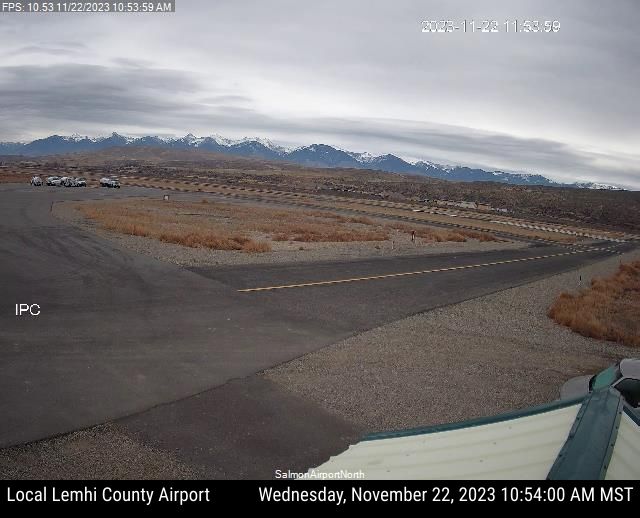 FPS: 10.53 11/22/2023 10:53:59 AM
2023-11-22 11:53:59
IPC
SalmonAirportNorth
Local Lemhi County Airport Wednesday, November 22, 2023 10:54:00 AM MST